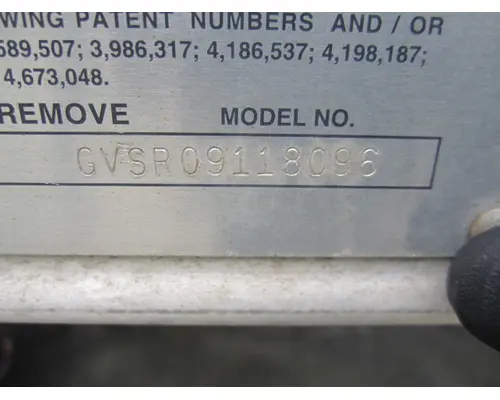 WING PATENT NUMBERS AND / OR
589,507; 3,986,317; 4,186,537; 4,198,187;
4,673,048.
REMOVE MODEL NO.
GVSR09118096